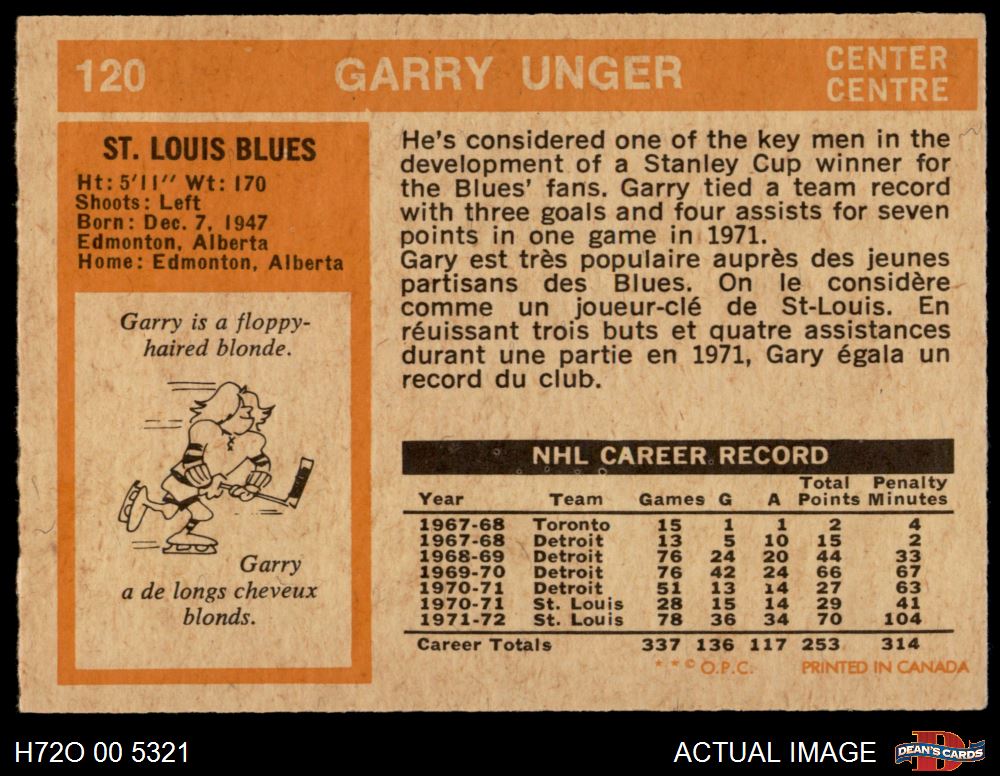 120 GARRY UNGER CENTER
CENTRE
ST. LOUIS BLUES
Ht: 5'11" Wt: 170
Shoots: Left
Born: Dec. 7, 1947
Edmonton, Alberta
Home: Edmonton, Alberta
Garry is a floppy-
haired blonde.
Garry
a de longs cheveux
blonds.
He's considered one of the key men in the
development of a Stanley Cup winner for
the Blues' fans. Garry tied a team record
with three goals and four assists for seven
points in one game in 1971.
Gary est très populaire auprès des jeunes
partisans des Blues. On le considère
comme un joueur-clé de St-Louis. En
réuissant trois buts et quatre assistances
durant une partie en 1971, Gary égala un
record du club.
NHL CAREER RECORD
Total Penalty
Year Team Games G A Points Minutes
1967-68 Toronto 15 1 1 2 4
1967-68 Detroit 13 5 10 15 2
1968-69 Detroit 76 24 20 44 33
1969-70 Detroit 76 42 24 66 67
1970-71 Detroit 51 13 14 27 63
1970-71 St. Louis 28 15 14 29 41
1971-72 St. Louis 78 36 34 70 104
Career Totals 337 136 117 253 314
* * © O.P.C. PRINTED IN CANADA
H72O 00 5321 ACTUAL IMAGE DEAN'S CARDS